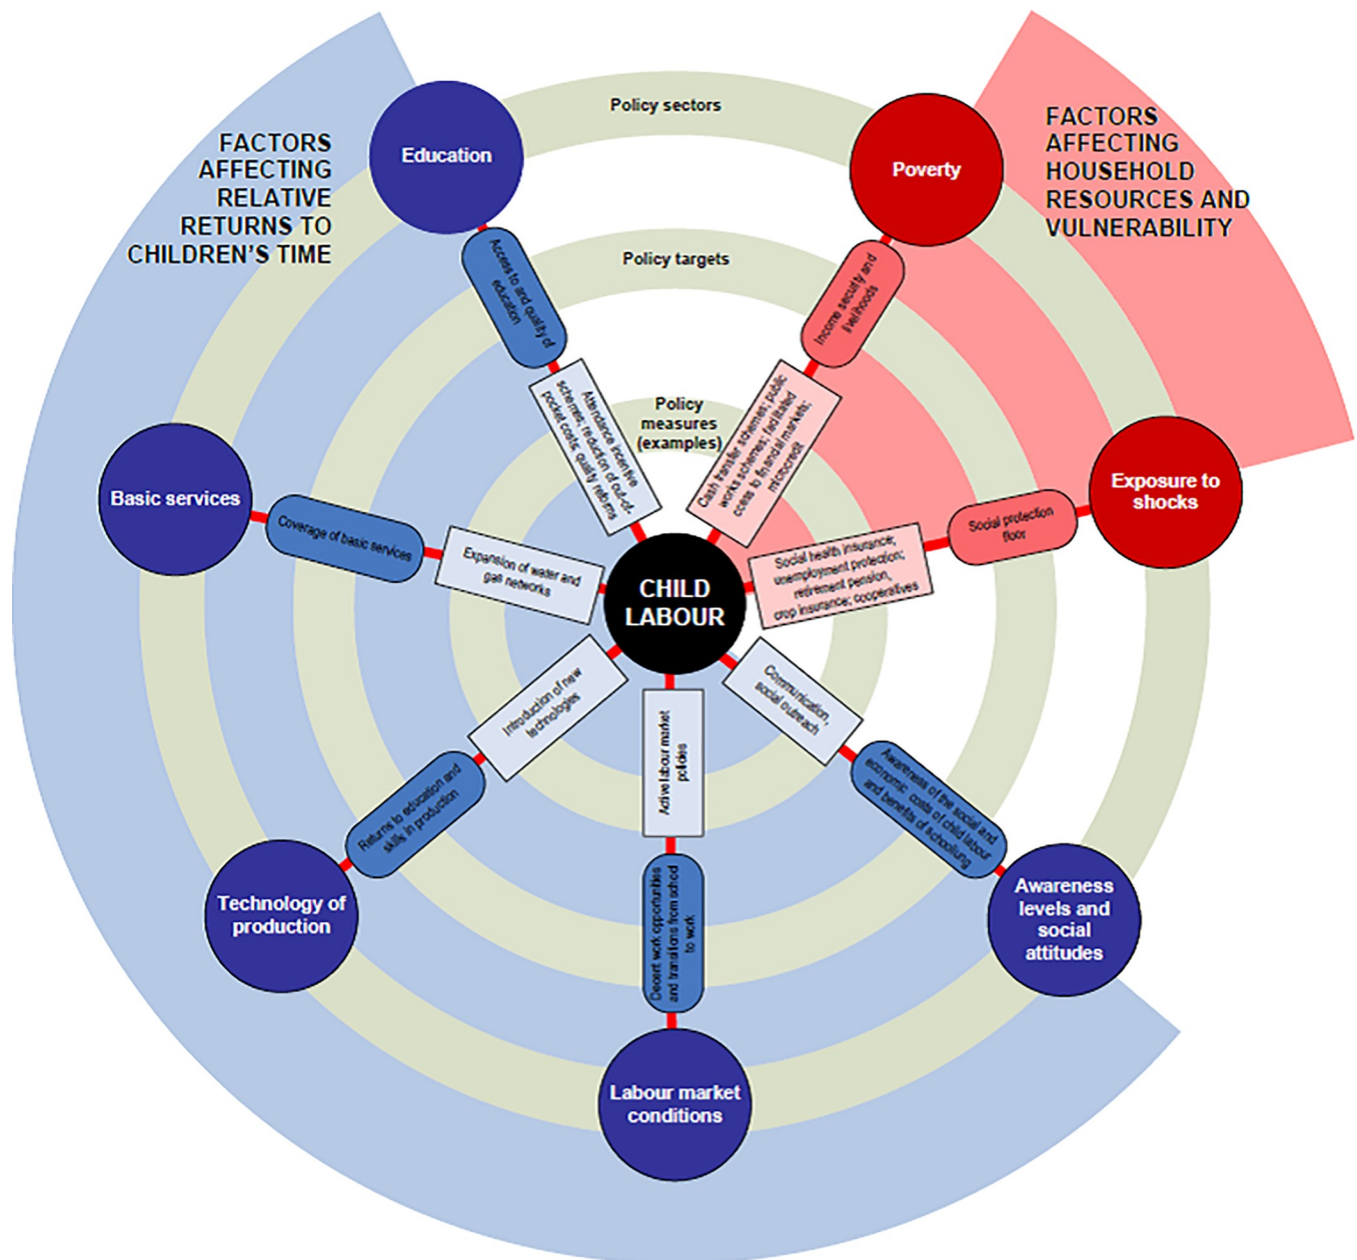 Policy sectors
Policy targets
Policy
measures
(examples)
FACTORS
AFFECTING
RELATIVE
RETURNS TO
CHILDREN'S TIME
FACTORS
AFFECTING
HOUSEHOLD
RESOURCES AND
VULNERABILITY
Education
Access to and quality of
education
Attendance incentive
schemes; reduction of out-of-
pocket costs; quality reforms
Poverty
Income security and
livelihoods
Cash transfer schemes; public
works schemes; facilitated
ccess to financial markets;
microcredit
Basic services
Coverage of basic services
Expansion of water and
gas networks
CHILD
LABOUR
Social health insurance;
unemployment protection;
retirement pension,
crop insurance; cooperatives
Social protection
floor
Exposure to
shocks
Introduction of new
technologies
Returns to education and
skills in production
Technology of
production
Active labour market
policies
Decent work opportunities
and transitions from school
to work
Labour market
conditions
Communication,
social outreach
Awareness of the social and
economic costs of child labour
and benefits of schooliung
Awareness
levels and
social
attitudes